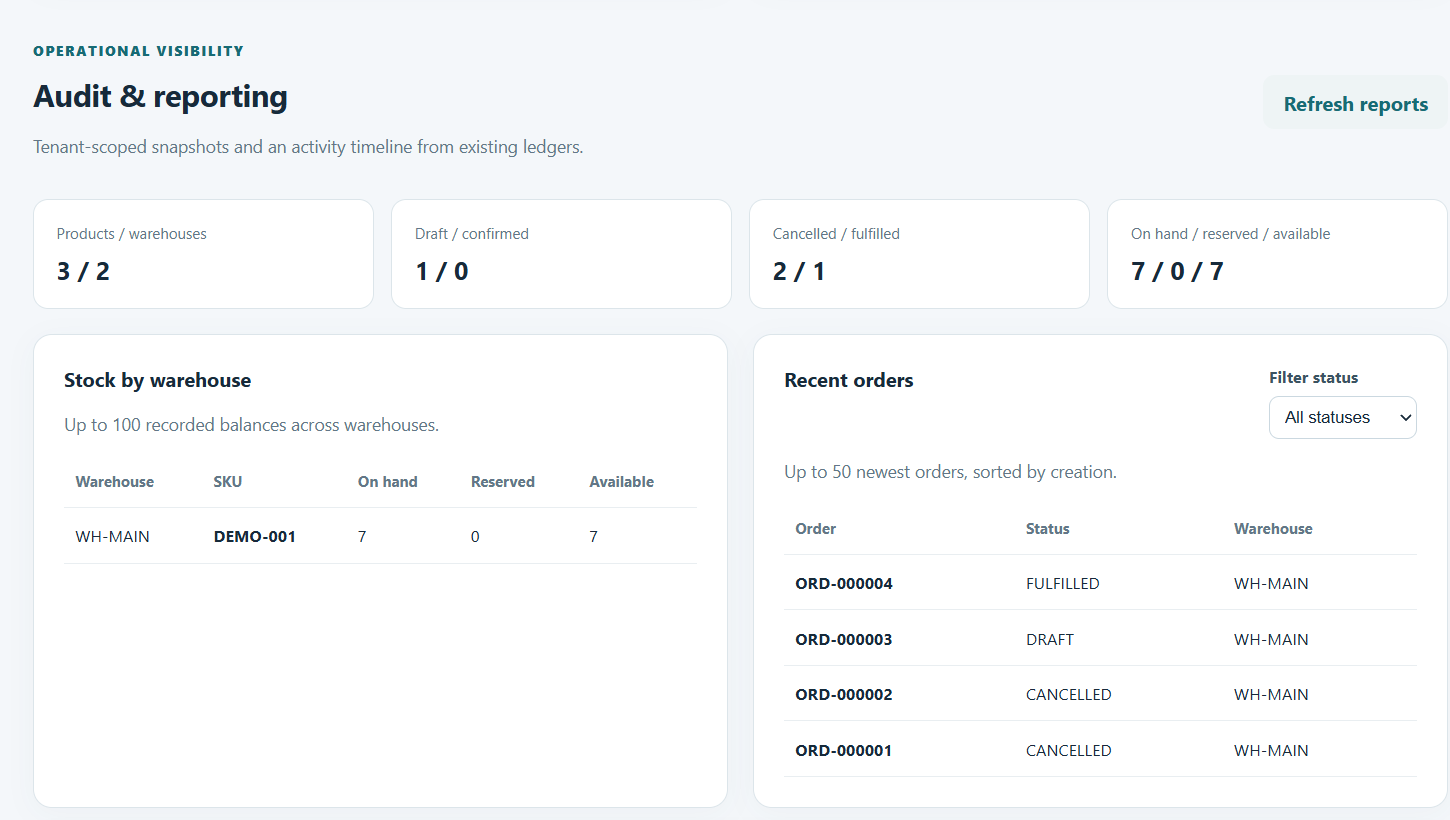 OPERATIONAL VISIBILITY
Audit & reporting
Refresh reports
Tenant-scoped snapshots and an activity timeline from existing ledgers.
Products / warehouses
3 / 2
Draft / confirmed
1 / 0
Cancelled / fulfilled
2 / 1
On hand / reserved / available
7 / 0 / 7
Stock by warehouse
Up to 100 recorded balances across warehouses.
Warehouse SKU On hand Reserved Available
WH-MAIN DEMO-001 7 0 7
Recent orders
Filter status
All statuses
Up to 50 newest orders, sorted by creation.
Order Status Warehouse
ORD-000004 FULFILLED WH-MAIN
ORD-000003 DRAFT WH-MAIN
ORD-000002 CANCELLED WH-MAIN
ORD-000001 CANCELLED WH-MAIN